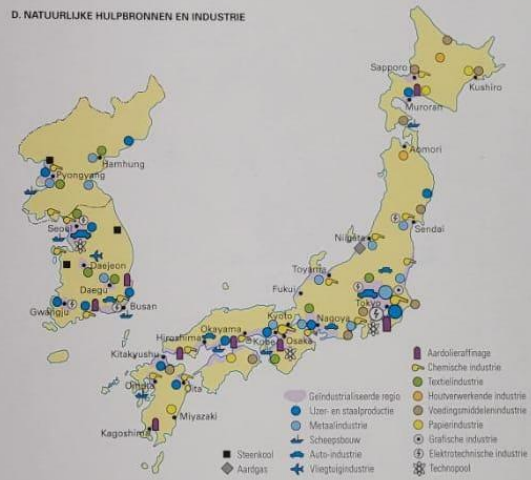 D. NATUURLIJKE HULPBRONNEN EN INDUSTRIE
Sapporo
Kushiro
Muroran
Aomori
Hamhung
Pyongyang
Sendai
Seoel
Niigata
Toyama
Daejeon
Fukui
Daegu
Tokyo
Gwangju
Busan
Kyoto
Nagoya
Okayama
Hiroshima
Kobe
Osaka
Kitakyushu
Omuta
Oita
Miyazaki
Kagoshima
Steenkool
Aardgas
Geïndustrialiseerde regio
IJzer- en staalproductie
Metaalindustrie
Scheepsbouw
Auto-industrie
Vliegtuigindustrie
Aardolieraffinage
Chemische industrie
Textielindustrie
Houtverwerkende industrie
Voedingsmiddelenindustrie
Papierindustrie
Grafische industrie
Elektrotechnische industrie
Technopool